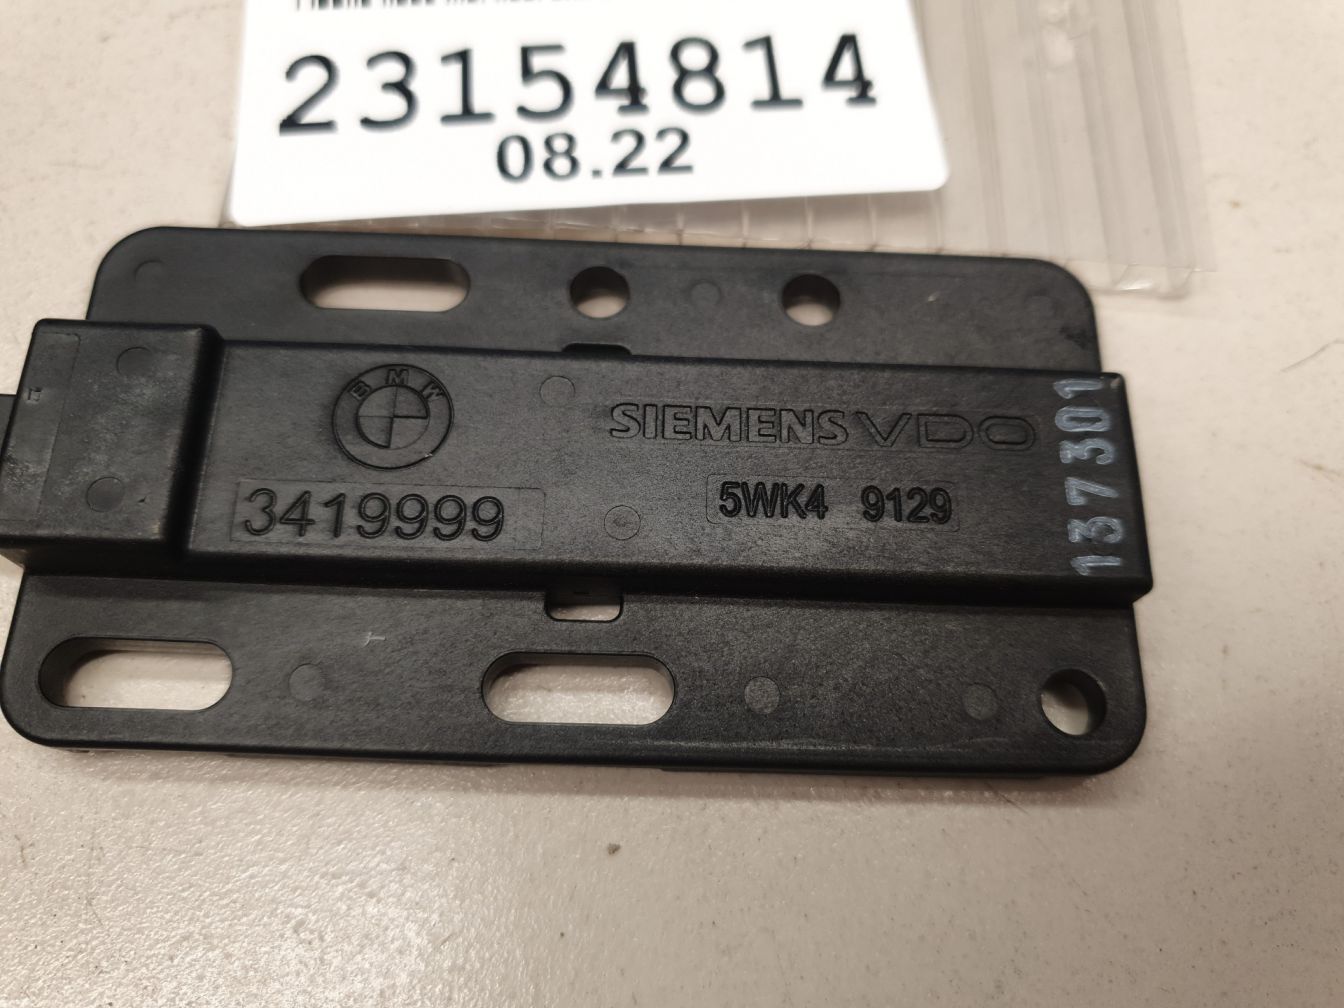 23154814
08.22
BMW
SIEMENS VDO
3419999
5WK4 9129
137301